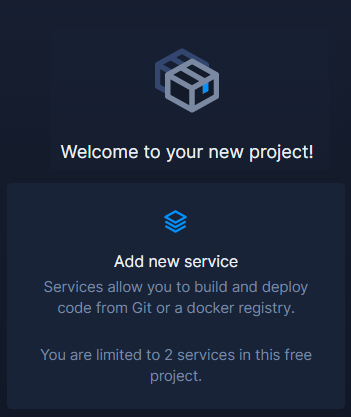 Welcome to your new project!
Add new service
Services allow you to build and deploy
code from Git or a docker registry.
You are limited to 2 services in this free
project.